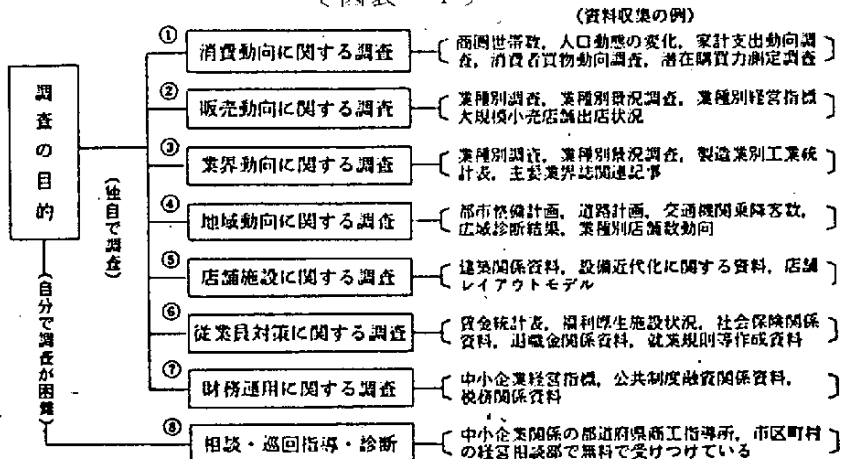 (資料収集の例)
調査の目的
(独自で調査)
(自分で調査が困難)
① 消費動向に関する調査
商圏世帯数，人口動態の変化，家計支出動向調
査，消費者買物動向調査，潜在購買力測定調査
② 販売動向に関する調査
業種別調査，業種別景況調査，業種別経営指標
大規模小売店舗出店状況
③ 業界動向に関する調査
業種別調査，業種別景況調査，製造業別工業統
計表，主要業界誌関連記事
④ 地域動向に関する調査
都市整備計画，道路計画，交通機関乗降客数，
広域診断結果，業種別店舗数動向
⑤ 店舗施設に関する調査
建築関係資料，設備近代化に関する資料，店舗
レイアウトモデル
⑥ 従業員対策に関する調査
賃金統計表，福利厚生施設状況，社会保険関係
資料，退職金関係資料，就業規則等作成資料
⑦ 財務運用に関する調査
中小企業経営指標，公共制度融資関係資料，
税務関係資料
⑧ 相談・巡回指導・診断
中小企業関係の都道府県商工指導所，市区町村
の経営相談部で無料で受けつけている